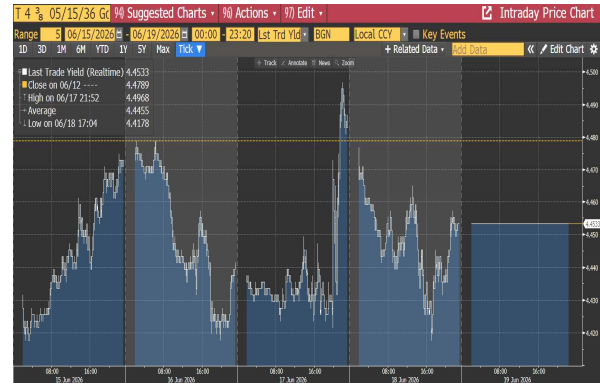 T 4 3/8 05/15/36 Go 94) Suggested Charts 96) Actions 97) Edit Intraday Price Chart
Range 5 06/15/2026 06/19/2026 00:00 - 23:20 Lst Trd Yld BGN Local CCY Key Events
1D 3D 1M 6M YTD 1Y 5Y Max Tick ▼ + Related Data Add Data « Edit Chart
+ Track Annotate News Zoom
Last Trade Yield (Realtime) 4.4533
Close on 06/12 ---- 4.4789
High on 06/17 21:52 4.4968
Average 4.4455
Low on 06/18 17:04 4.4178
4.500
4.490
4.480
4.470
4.460
4.4533
4.450
4.440
4.430
4.420
08:00 16:00 08:00 16:00 08:00 16:00 08:00 16:00 08:00 16:00
15 Jun 2026 16 Jun 2026 17 Jun 2026 18 Jun 2026 19 Jun 2026